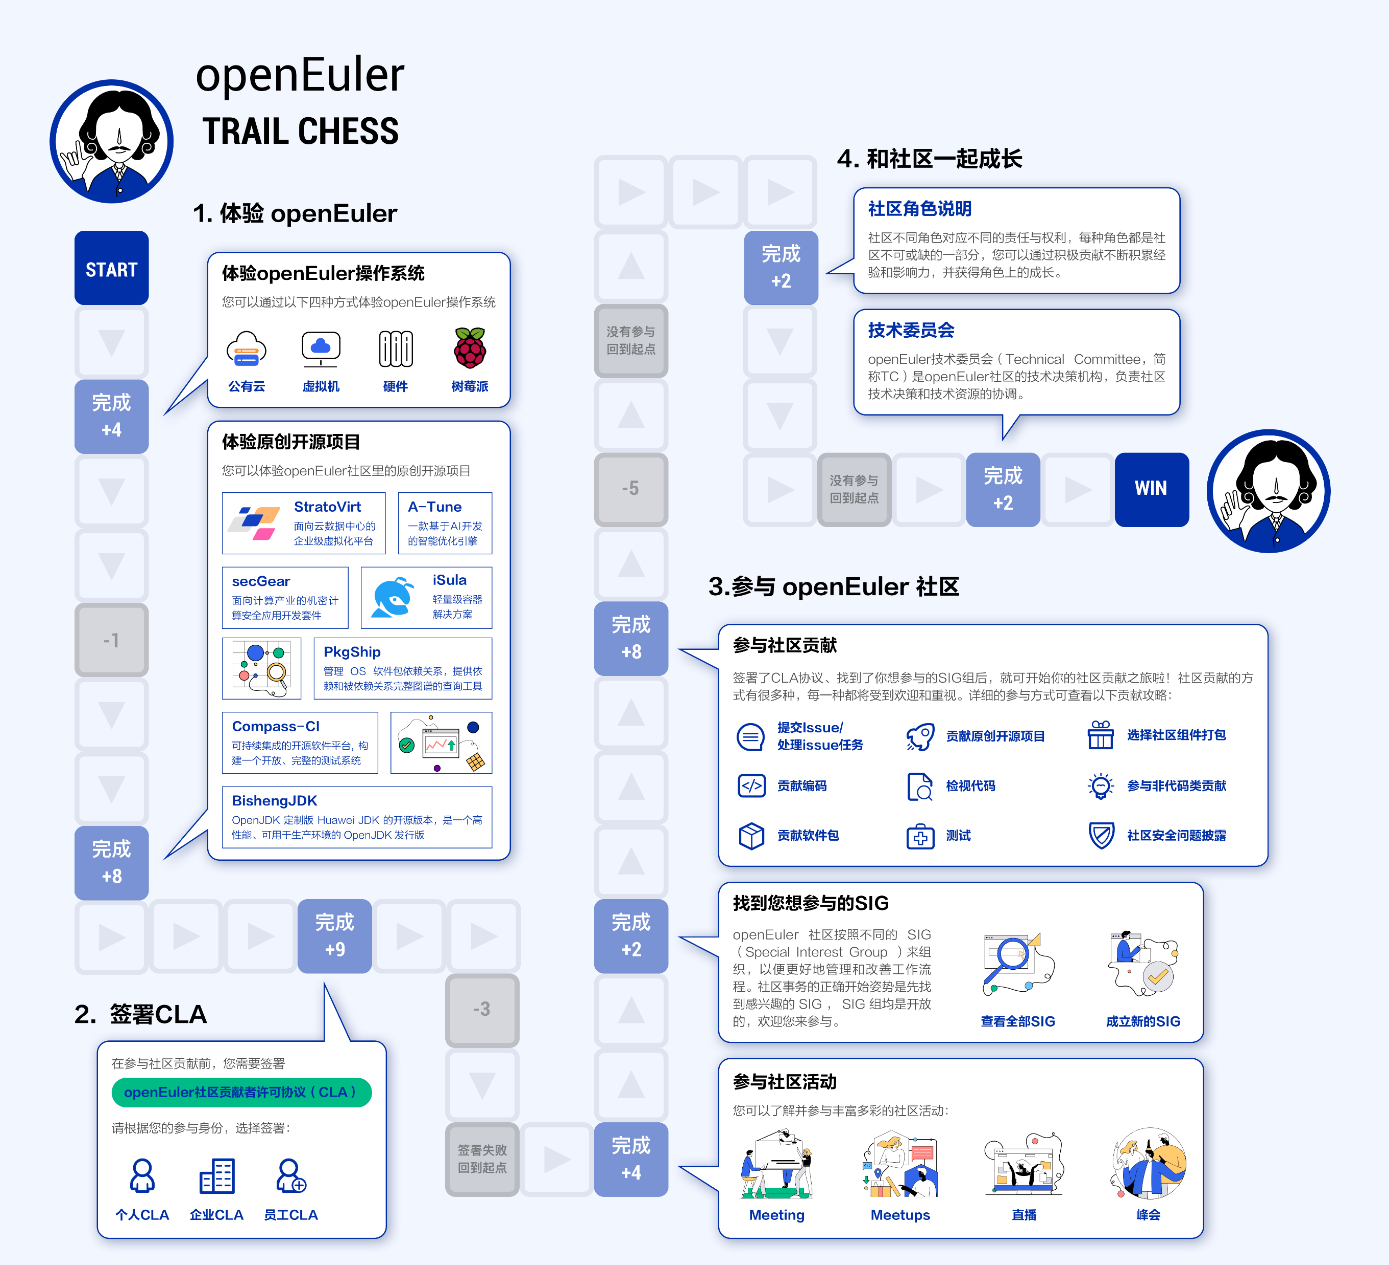 openEuler
TRAIL CHESS
1. 体验 openEuler
START
体验openEuler操作系统
您可以通过以下四种方式体验openEuler操作系统
公有云
虚拟机
硬件
树莓派
完成
+4
体验原创开源项目
您可以体验openEuler社区里的原创开源项目
StratoVirt
面向云数据中心的
企业级虚拟化平台
A-Tune
一款基于AI开发
的智能优化引擎
secGear
面向计算产业的机密计
算安全应用开发套件
iSula
轻量级容器
解决方案
-1
PkgShip
管理 OS 软件包依赖关系，提供依
赖和被依赖关系完整图谱的查询工具
Compass-CI
可持续集成的开源软件平台，构
建一个开放、完整的测试系统
BishengJDK
OpenJDK 定制版 Huawei JDK 的开源版本，是一个高
性能、可用于生产环境的 OpenJDK 发行版
完成
+8
完成
+9
2. 签署CLA
在参与社区贡献前，您需要签署
openEuler社区贡献者许可协议（CLA）
请根据您的参与身份，选择签署：
个人CLA
企业CLA
员工CLA
-3
签署失败
回到起点
完成
+4
参与社区活动
您可以了解并参与丰富多彩的社区活动：
Meeting
Meetups
直播
峰会
完成
+2
找到您想参与的SIG
openEuler 社区按照不同的 SIG
（Special Interest Group ）来组
织，以便更好地管理和改善工作流
程。社区事务的正确开始姿势是先找
到感兴趣的 SIG ， SIG 组均是开放
的，欢迎您来参与。
查看全部SIG
成立新的SIG
3.参与 openEuler 社区
完成
+8
参与社区贡献
签署了CLA协议、找到了你想参与的SIG组后，就可开始你的社区贡献之旅啦！社区贡献的方
式有很多种，每一种都将受到欢迎和重视。详细的参与方式可查看以下贡献攻略：
提交Issue/
处理issue任务
贡献原创开源项目
选择社区组件打包
贡献编码
检视代码
参与非代码类贡献
贡献软件包
测试
社区安全问题披露
-5
没有参与
回到起点
4. 和社区一起成长
完成
+2
社区角色说明
社区不同角色对应不同的责任与权利，每种角色都是社
区不可或缺的一部分，您可以通过积极贡献不断积累经
验和影响力，并获得角色上的成长。
技术委员会
openEuler技术委员会（Technical Committee，简
称TC）是openEuler社区的技术决策机构，负责社区
技术决策和技术资源的协调。
没有参与
回到起点
完成
+2
WIN